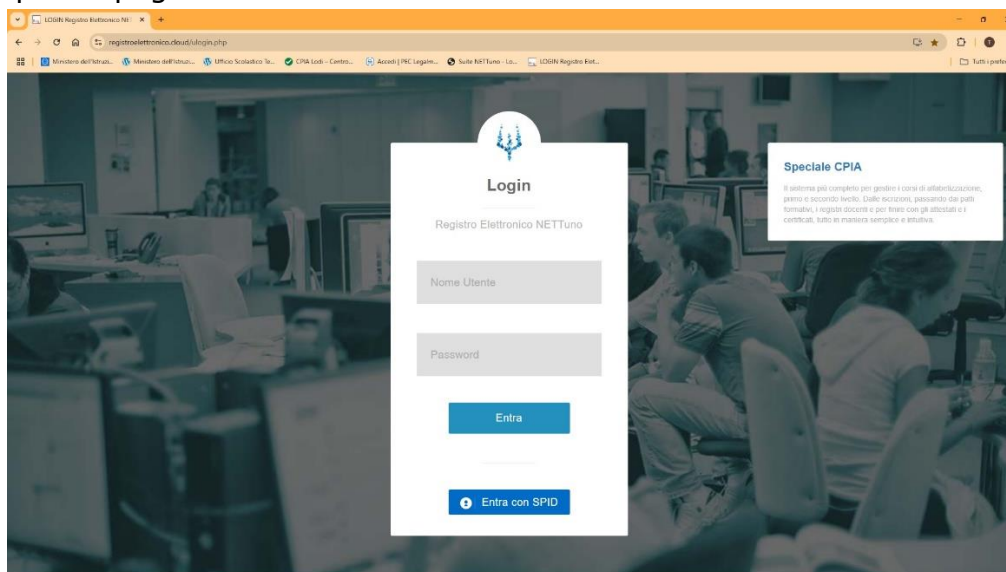 LOGIN Registro Elettronico NET
registroelettronico.cloud/ulogin.php
Ministero dell'Istruzi...
Ministero dell'Istruzi...
Ufficio Scolastico Te...
CPIA Lodi – Centro...
Accedi | PEC Legalm...
Suite NETTuno - Lo...
LOGIN Registro Elet...
Tutti i prefer
Login
Registro Elettronico NETTuno
Nome Utente
Password
Entra
Entra con SPID
Speciale CPIA
Il sistema più completo per gestire i corsi di alfabetizzazione,
primo e secondo livello. Dalle iscrizioni, passando dai patti
formativi, i registri docenti e per finire con gli attestati e i
certificati, tutto in maniera semplice e intuitiva.